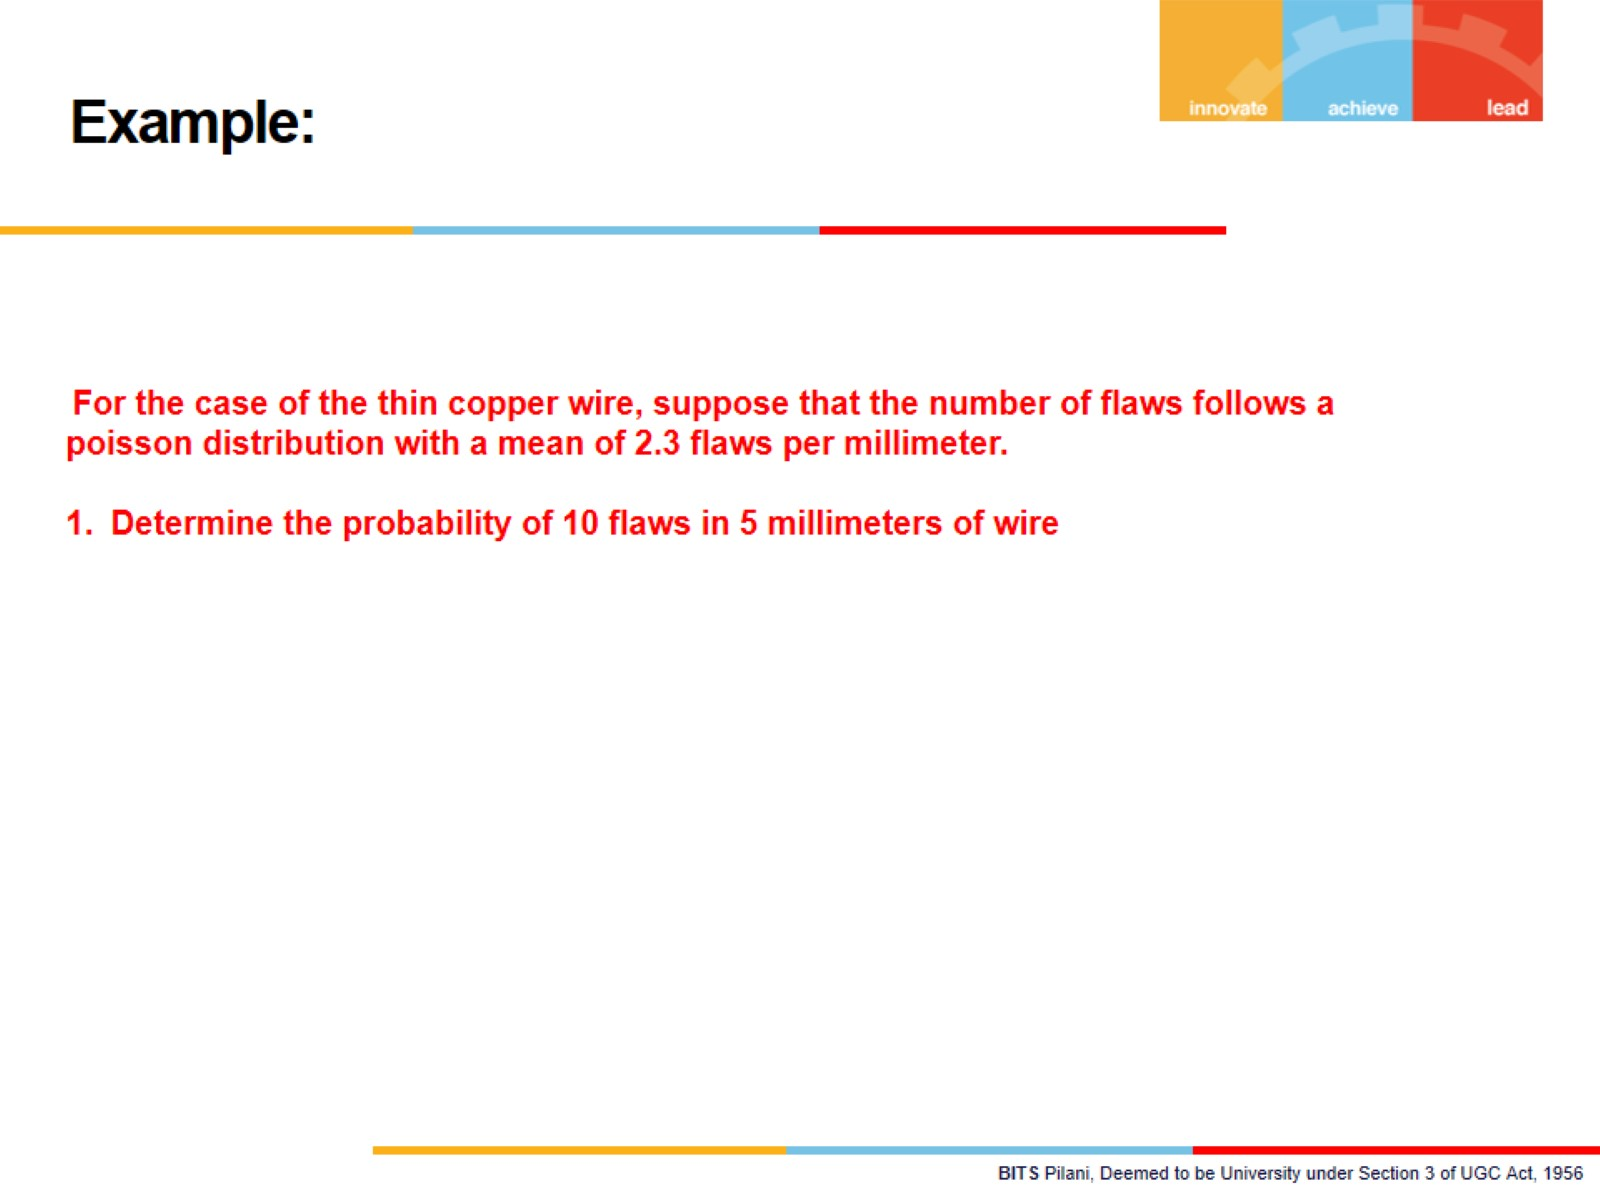 innovate achieve lead
Example:
For the case of the thin copper wire, suppose that the number of flaws follows a
poisson distribution with a mean of 2.3 flaws per millimeter.
1. Determine the probability of 10 flaws in 5 millimeters of wire
BITS Pilani, Deemed to be University under Section 3 of UGC Act, 1956